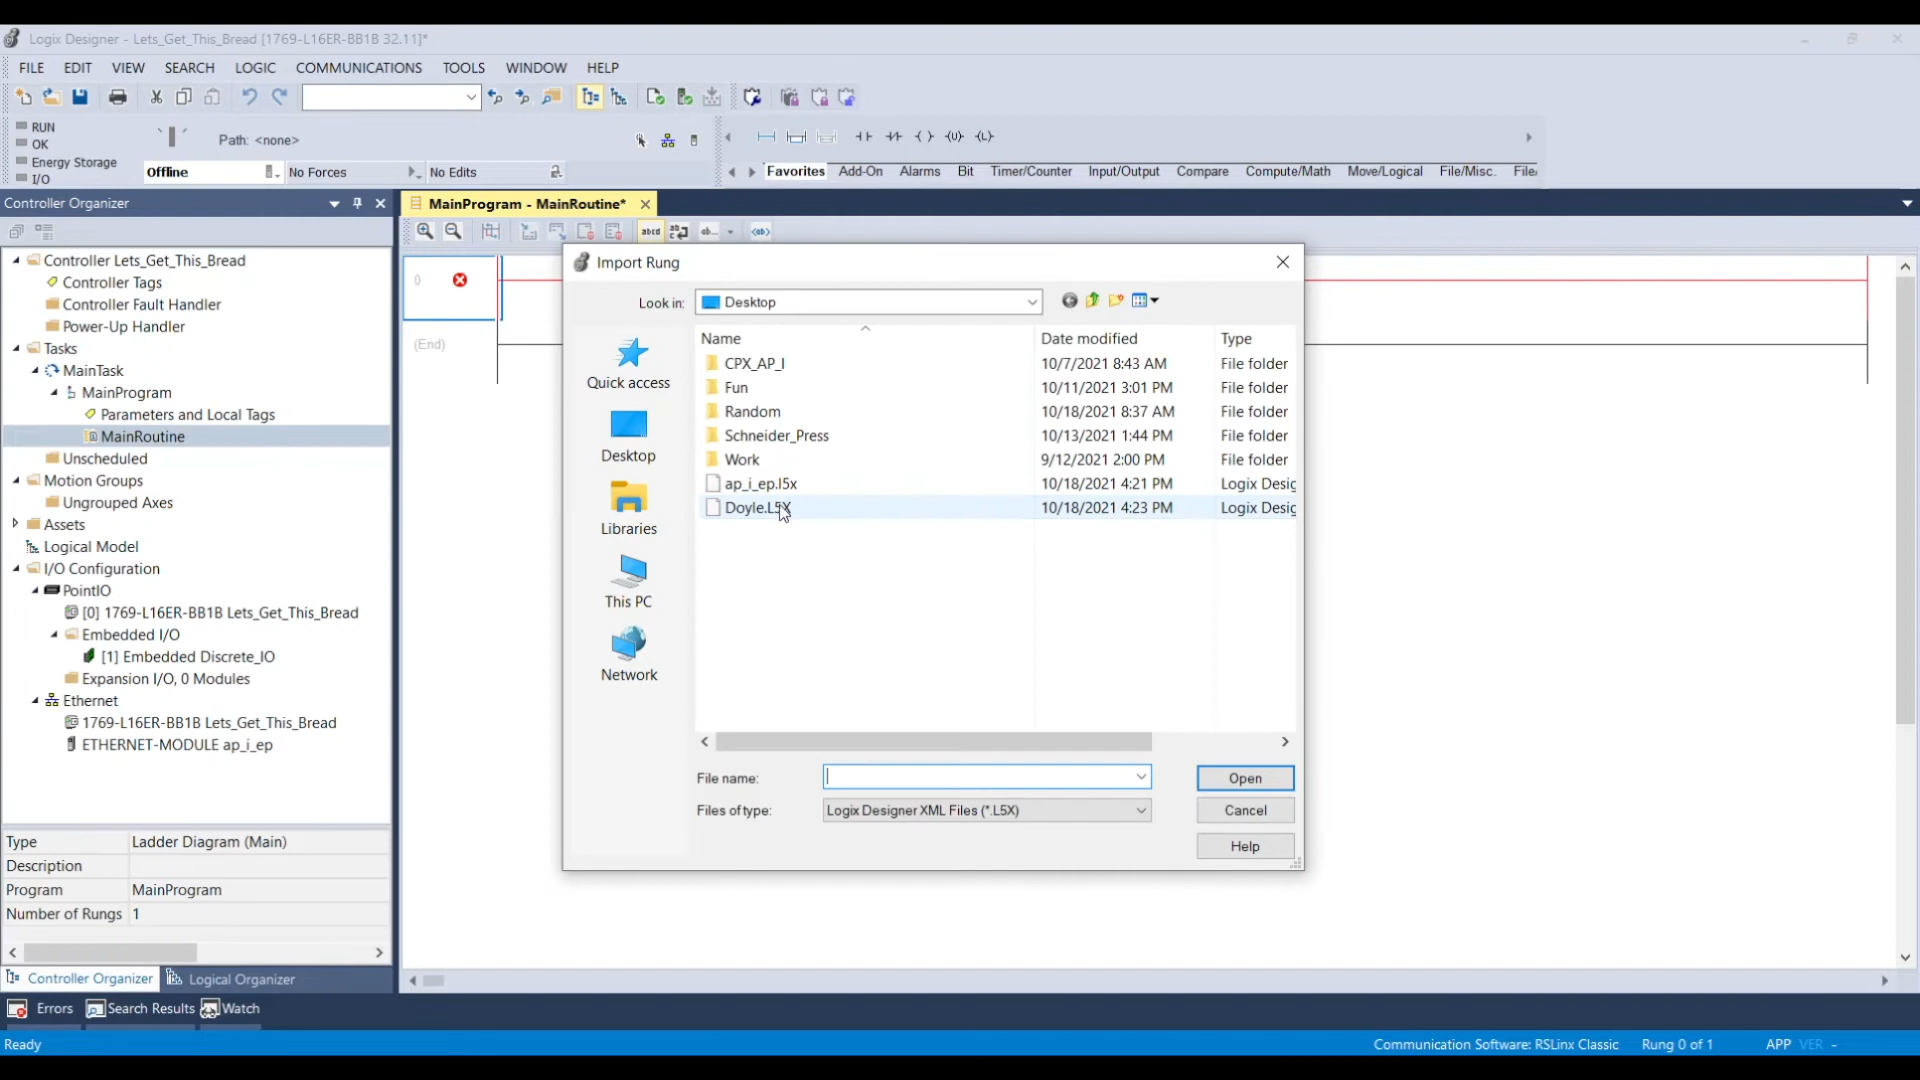 Logix Designer - Lets_Get_This_Bread [1769-L16ER-BB1B 32.11]*
FILE EDIT VIEW SEARCH LOGIC COMMUNICATIONS TOOLS WINDOW HELP
RUN
OK
Energy Storage
I/O
Path: <none>
Offline No Forces No Edits
Favorites Add-On Alarms Bit Timer/Counter Input/Output Compare Compute/Math Move/Logical File/Misc. File/
Controller Organizer
MainProgram - MainRoutine*
Controller Lets_Get_This_Bread
Controller Tags
Controller Fault Handler
Power-Up Handler
Tasks
MainTask
MainProgram
Parameters and Local Tags
MainRoutine
Unscheduled
Motion Groups
Ungrouped Axes
Assets
Logical Model
I/O Configuration
PointIO
[0] 1769-L16ER-BB1B Lets_Get_This_Bread
Embedded I/O
[1] Embedded Discrete_IO
Expansion I/O, 0 Modules
Ethernet
1769-L16ER-BB1B Lets_Get_This_Bread
ETHERNET-MODULE ap_i_ep
Type Ladder Diagram (Main)
Description
Program MainProgram
Number of Rungs 1
Controller Organizer Logical Organizer
abcd
0
(End)
Import Rung
Look in: Desktop
Quick access
Desktop
Libraries
This PC
Network
Name Date modified Type
CPX_AP_I 10/7/2021 8:43 AM File folder
Fun 10/11/2021 3:01 PM File folder
Random 10/18/2021 8:37 AM File folder
Schneider_Press 10/13/2021 1:44 PM File folder
Work 9/12/2021 2:00 PM File folder
ap_i_ep.l5x 10/18/2021 4:21 PM Logix Desig
Doyle.L5X 10/18/2021 4:23 PM Logix Desig
File name: Open
Files of type: Logix Designer XML Files (*.L5X) Cancel
Help
Errors Search Results Watch
Ready
Communication Software: RSLinx Classic Rung 0 of 1 APP VER